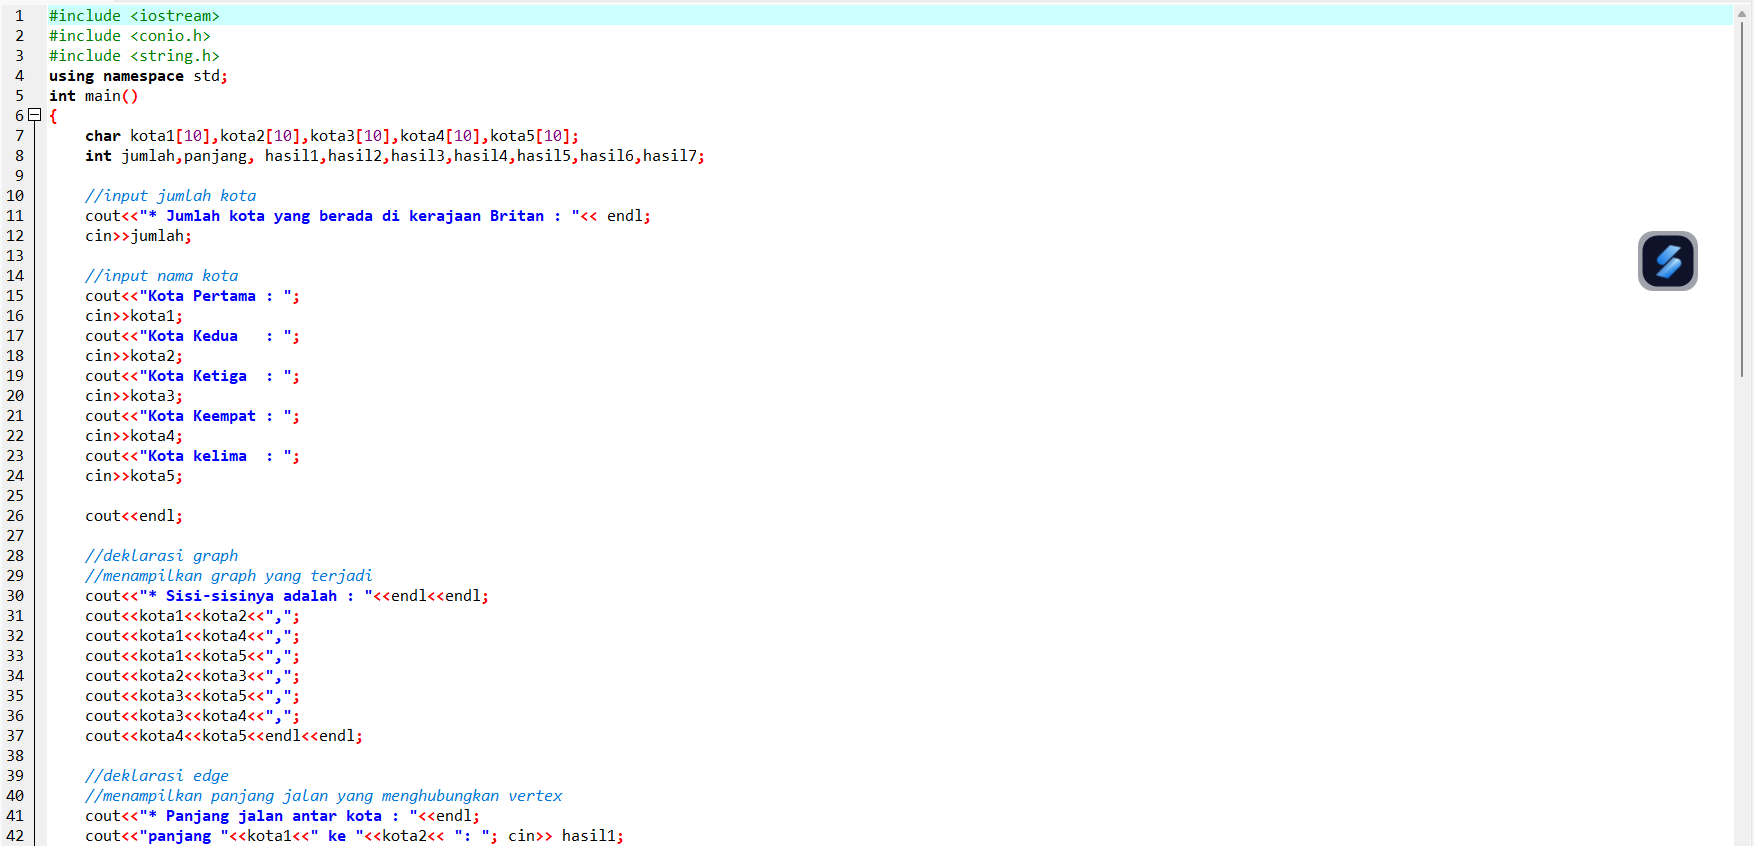 1 #include <iostream>
2 #include <conio.h>
3 #include <string.h>
4 using namespace std;
5 int main()
6 {
7 char kota1[10],kota2[10],kota3[10],kota4[10],kota5[10];
8 int jumlah,panjang, hasil1,hasil2,hasil3,hasil4,hasil5,hasil6,hasil7;
9
10 //input jumlah kota
11 cout<<"* Jumlah kota yang berada di kerajaan Britan : "<< endl;
12 cin>>jumlah;
13
14 //input nama kota
15 cout<<"Kota Pertama : ";
16 cin>>kota1;
17 cout<<"Kota Kedua   : ";
18 cin>>kota2;
19 cout<<"Kota Ketiga  : ";
20 cin>>kota3;
21 cout<<"Kota Keempat : ";
22 cin>>kota4;
23 cout<<"Kota kelima  : ";
24 cin>>kota5;
25
26 cout<<endl;
27
28 //deklarasi graph
29 //menampilkan graph yang terjadi
30 cout<<"* Sisi-sisinya adalah : "<<endl<<endl;
31 cout<<kota1<<kota2<<",";
32 cout<<kota1<<kota4<<",";
33 cout<<kota1<<kota5<<",";
34 cout<<kota2<<kota3<<",";
35 cout<<kota3<<kota5<<",";
36 cout<<kota3<<kota4<<",";
37 cout<<kota4<<kota5<<endl<<endl;
38
39 //deklarasi edge
40 //menampilkan panjang jalan yang menghubungkan vertex
41 cout<<"* Panjang jalan antar kota : "<<endl;
42 cout<<"panjang "<<kota1<<" ke "<<kota2<< ": "; cin>> hasil1;